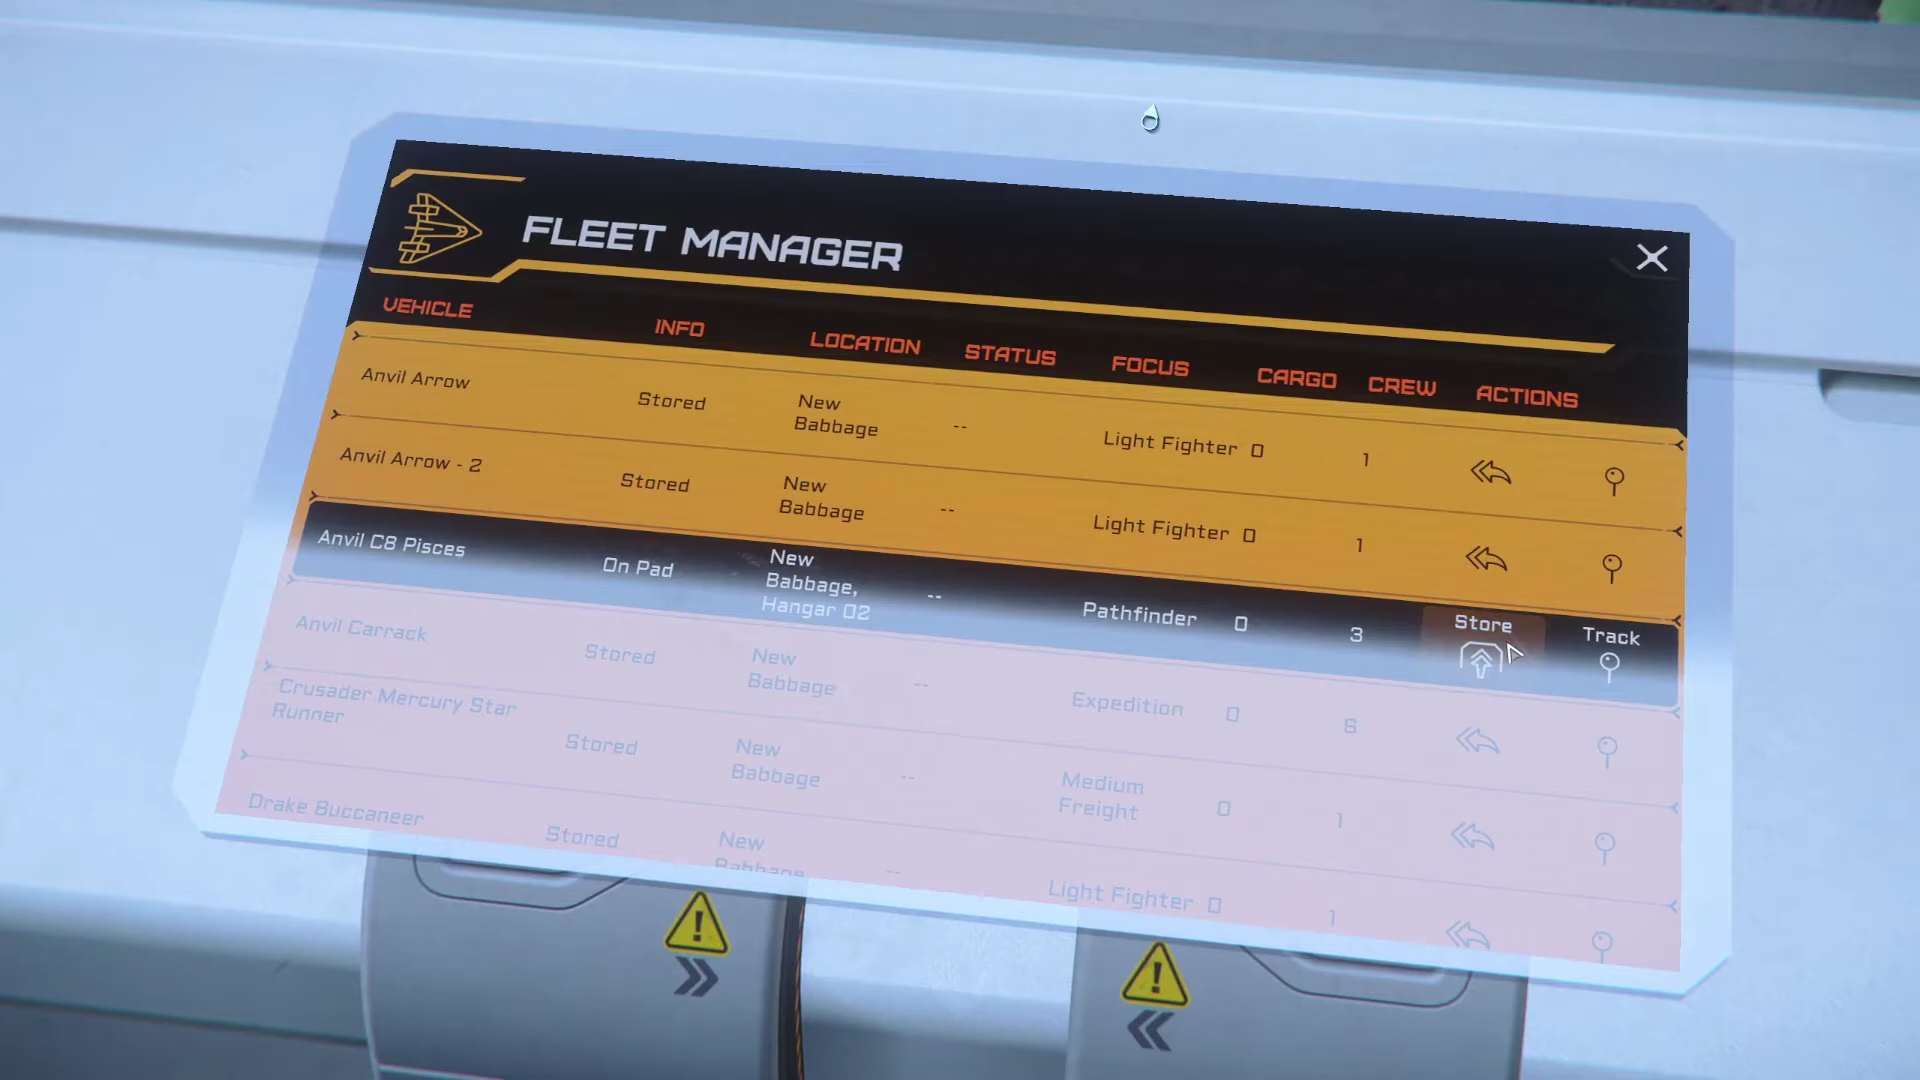 FLEET MANAGER
VEHICLE INFO LOCATION STATUS FOCUS CARGO CREW ACTIONS
Anvil Arrow Stored New Babbage -- Light Fighter 0 1
Anvil Arrow - 2 Stored New Babbage -- Light Fighter 0 1
Anvil C8 Pisces On Pad New Babbage, Hangar 02 -- Pathfinder 0 3 Store Track
Anvil Carrack Stored New Babbage -- Expedition 0 6
Crusader Mercury Star Runner Stored New Babbage -- Medium Freight 0 1
Drake Buccaneer Stored New Babbage -- Light Fighter 0 1